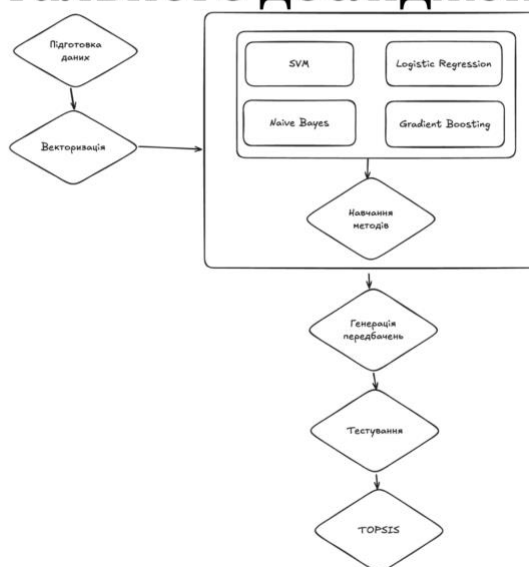 Підготовка
даних
Векторизація
SVM
Logistic Regression
Naive Bayes
Gradient Boosting
Навчання
методів
Генерація
передбачень
Тестування
TOPSIS